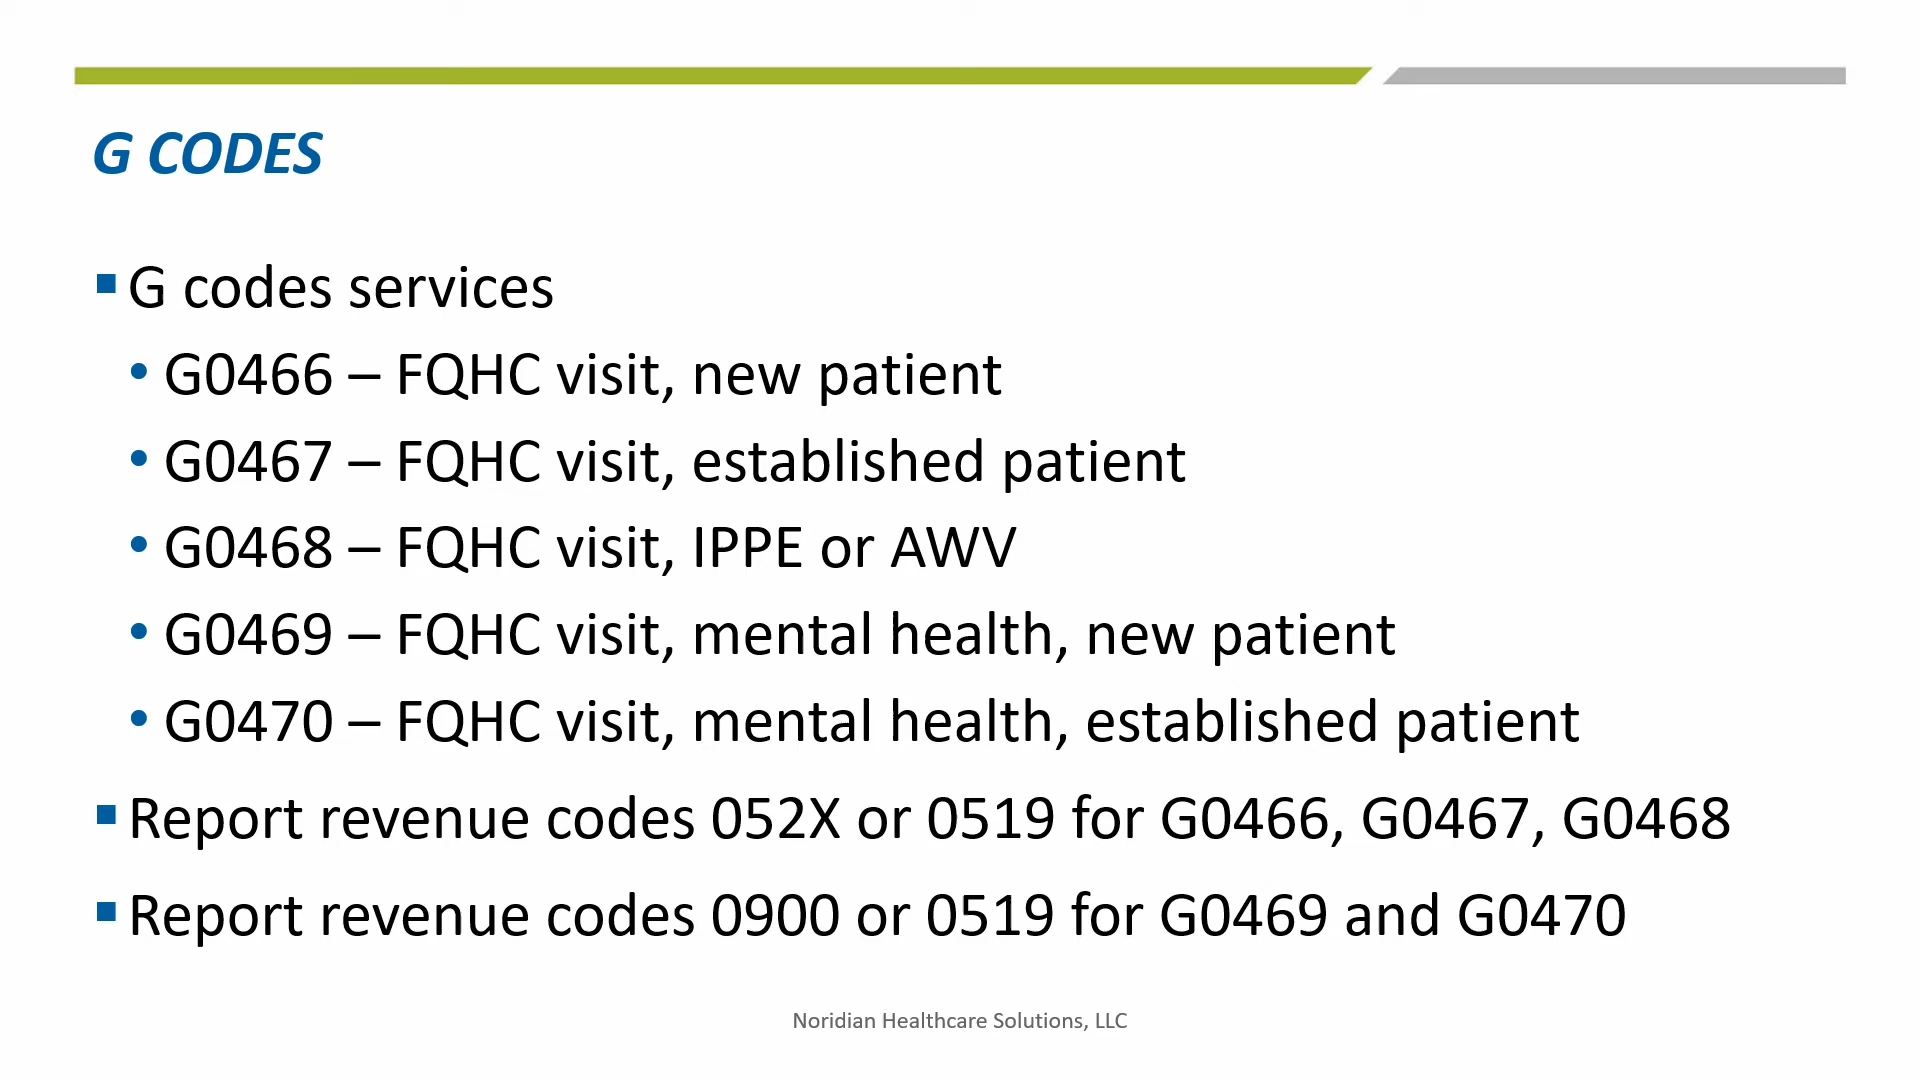 G CODES
▪ G codes services
• G0466 – FQHC visit, new patient
• G0467 – FQHC visit, established patient
• G0468 – FQHC visit, IPPE or AWV
• G0469 – FQHC visit, mental health, new patient
• G0470 – FQHC visit, mental health, established patient
▪ Report revenue codes 052X or 0519 for G0466, G0467, G0468
▪ Report revenue codes 0900 or 0519 for G0469 and G0470
Noridian Healthcare Solutions, LLC